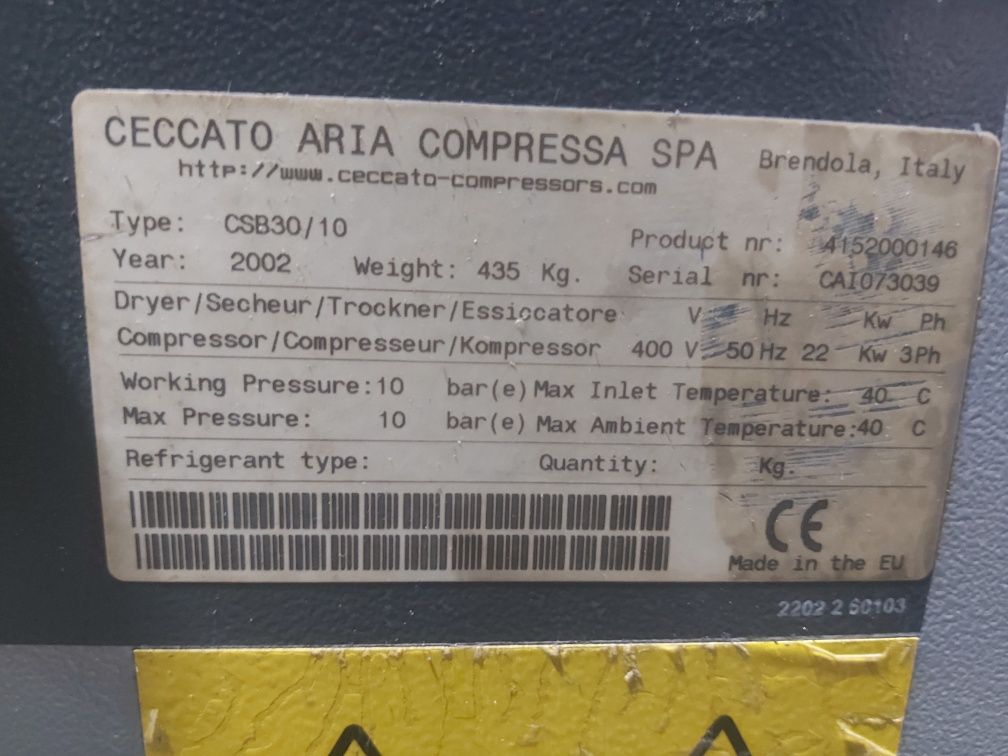 CECCATO ARIA COMPRESSA SPA Brendola, Italy
http://www.ceccato-compressors.com
Type: CSB30/10 Product nr: 4152000146
Year: 2002 Weight: 435 Kg. Serial nr: CAI073039
Dryer/Secheur/Trockner/Essiccatore V Hz Kw Ph
Compressor/Compresseur/Kompressor 400 V 50 Hz 22 Kw 3Ph
Working Pressure:10 bar(e) Max Inlet Temperature: 40 C
Max Pressure: 10 bar(e) Max Ambient Temperature:40 C
Refrigerant type: Quantity: Kg.
CE
Made in the EU
2202 2 60103